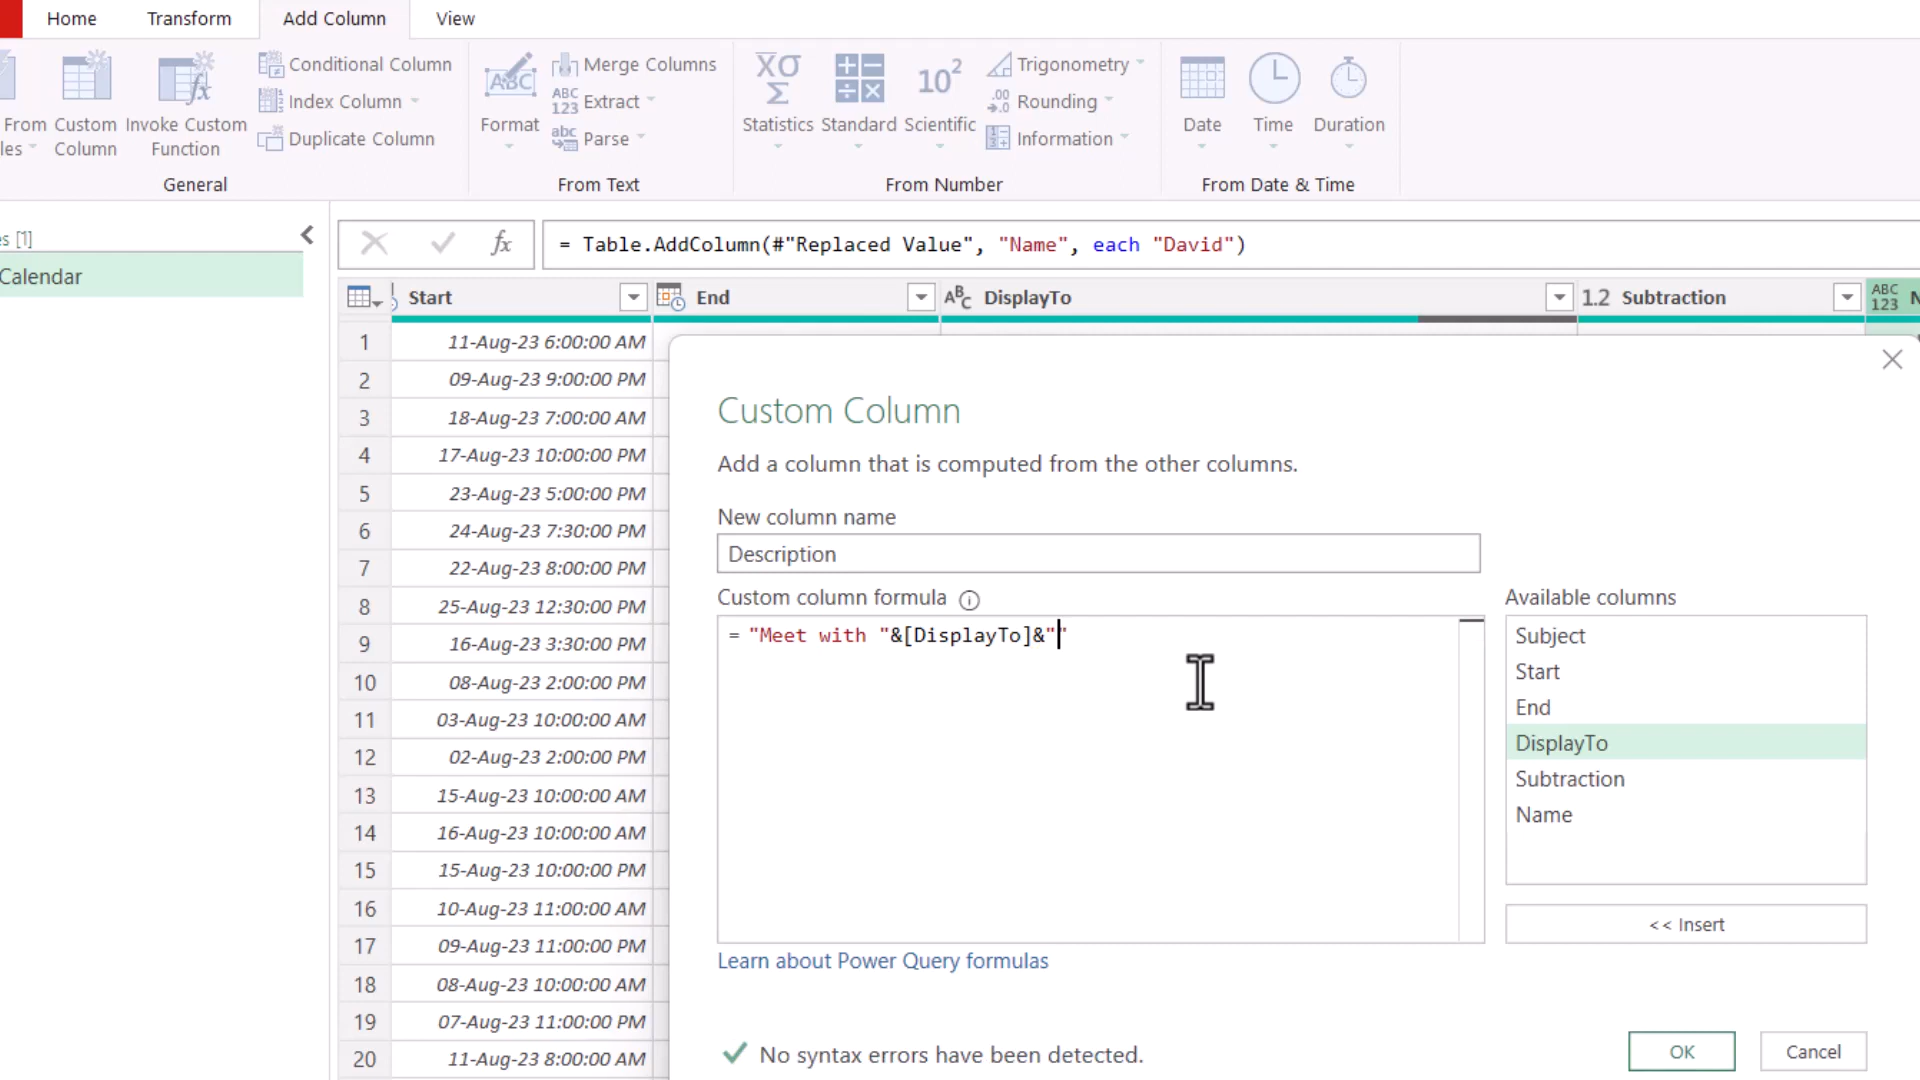 Home Transform Add Column View
Conditional Column
Index Column
Duplicate Column
From
Custom Column
Invoke Custom Function
General
Format
Merge Columns
Extract
Parse
From Text
Statistics
Standard
Scientific
Trigonometry
Rounding
Information
From Number
Date
Time
Duration
From Date & Time
[1]
Calendar
= Table.AddColumn(#"Replaced Value", "Name", each "David")
Start End DisplayTo 1.2 Subtraction
1 11-Aug-23 6:00:00 AM
2 09-Aug-23 9:00:00 PM
3 18-Aug-23 7:00:00 AM
4 17-Aug-23 10:00:00 PM
5 23-Aug-23 5:00:00 PM
6 24-Aug-23 7:30:00 PM
7 22-Aug-23 8:00:00 PM
8 25-Aug-23 12:30:00 PM
9 16-Aug-23 3:30:00 PM
10 08-Aug-23 2:00:00 PM
11 03-Aug-23 10:00:00 AM
12 02-Aug-23 2:00:00 PM
13 15-Aug-23 10:00:00 AM
14 16-Aug-23 10:00:00 AM
15 15-Aug-23 10:00:00 PM
16 10-Aug-23 11:00:00 AM
17 09-Aug-23 11:00:00 PM
18 08-Aug-23 10:00:00 AM
19 07-Aug-23 11:00:00 PM
20 11-Aug-23 8:00:00 AM
Custom Column
Add a column that is computed from the other columns.
New column name
Description
Custom column formula
= "Meet with "&[DisplayTo]&""
Available columns
Subject
Start
End
DisplayTo
Subtraction
Name
<< Insert
Learn about Power Query formulas
No syntax errors have been detected.
OK
Cancel